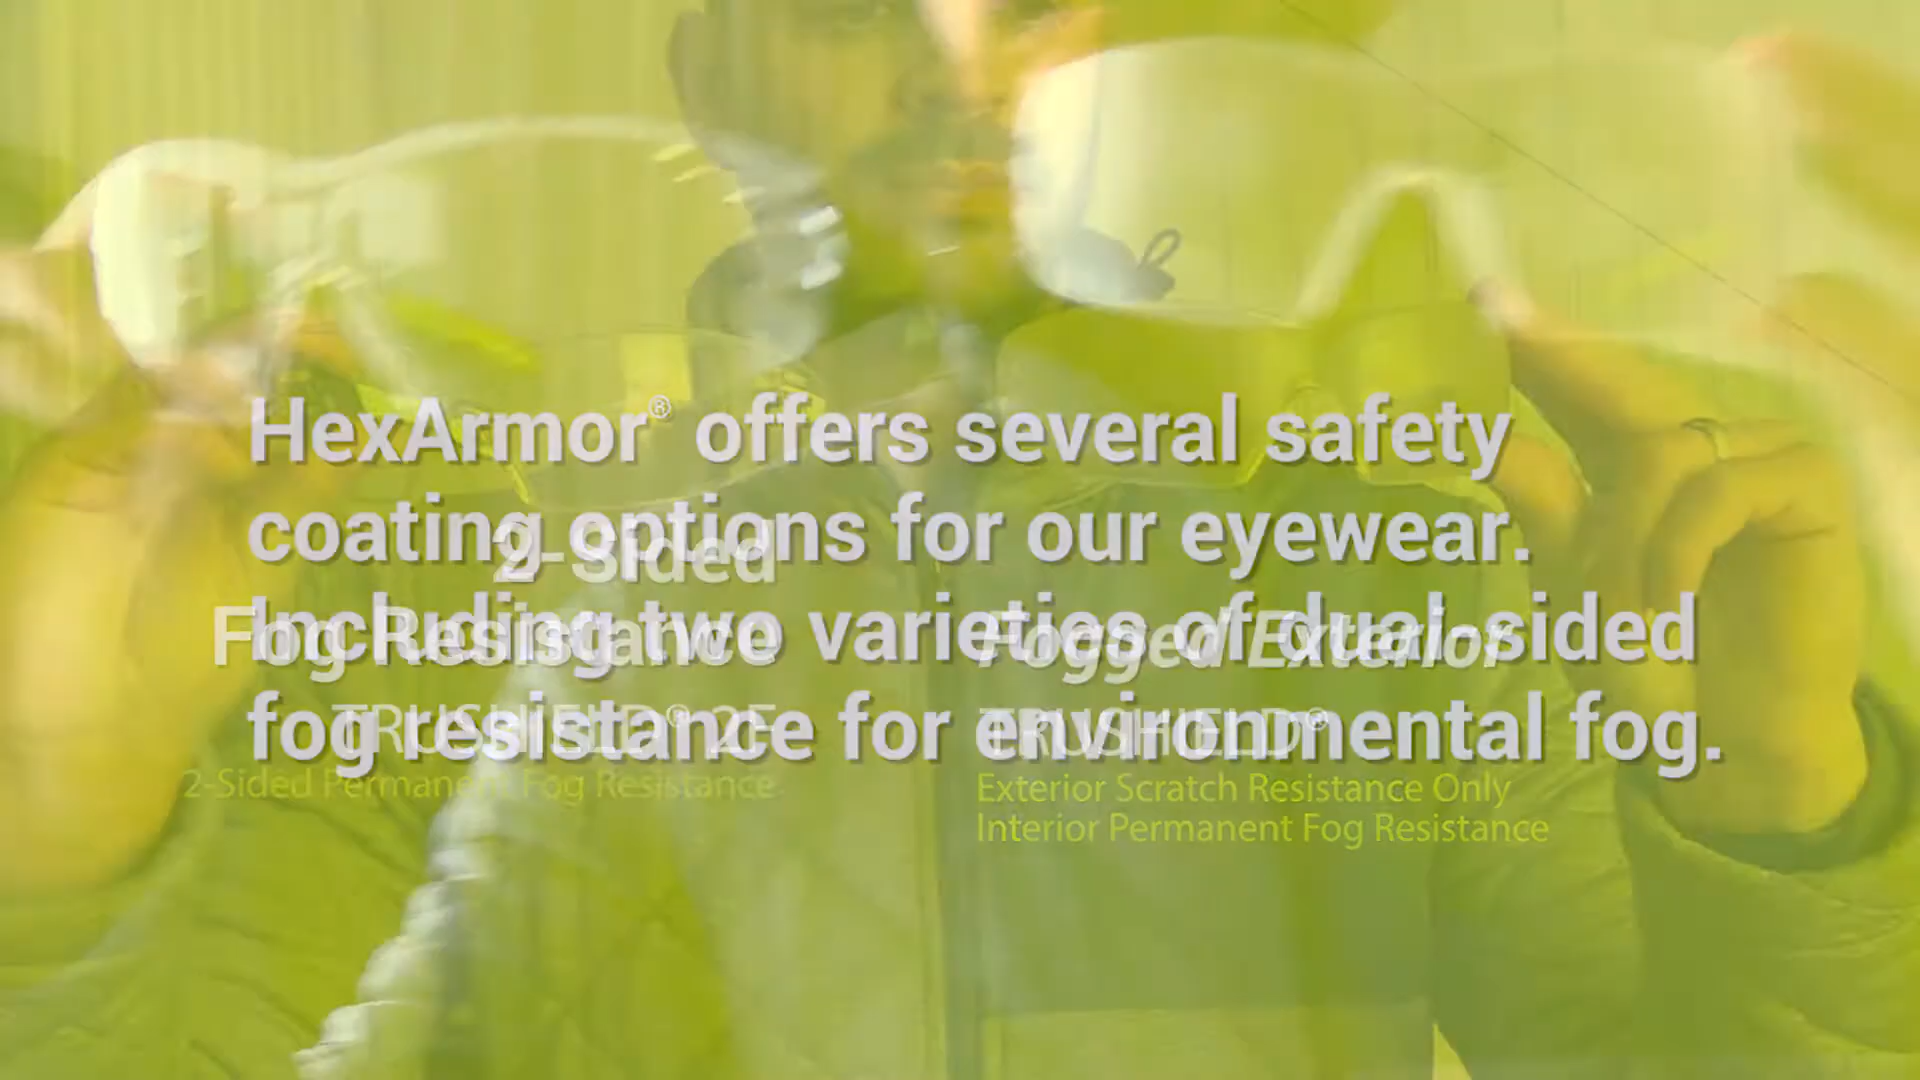 HexArmor® offers several safety
coating options for our eyewear.
Including two varieties of dual-sided
fog resistance for environmental fog.
2-Sided
Fog Resistance
TRUSHIELD® 2F
2-Sided Permanent Fog Resistance
Fogged Exterior
TRUSHIELD®
Exterior Scratch Resistance Only
Interior Permanent Fog Resistance